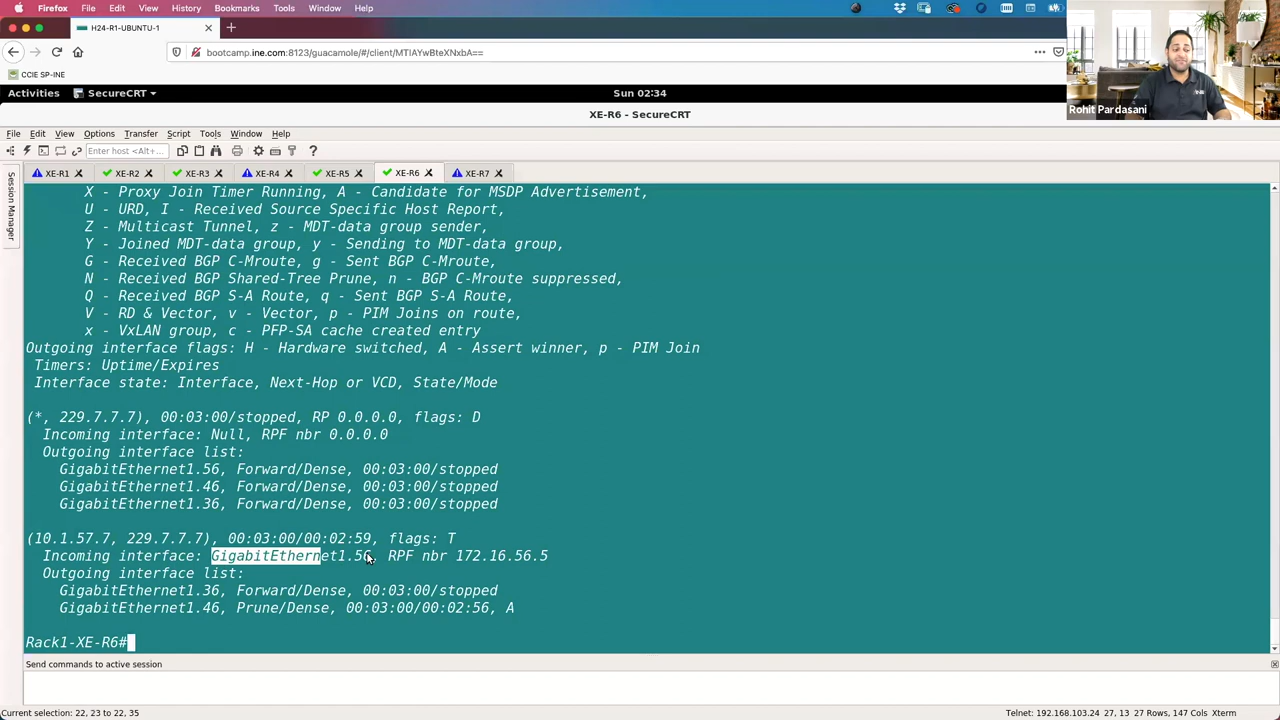 Firefox File Edit View History Bookmarks Tools Window Help
H24-R1-UBUNTU-1
bootcamp.ine.com:8123/guacamole/#/client/MTIAYwBteXNxbA==
CCIE SP-INE
Activities SecureCRT Sun 02:34
Rohit Pardasani
XE-R6 - SecureCRT
File Edit View Options Transfer Script Tools Window Help
Enter host <Alt+...
XE-R1 XE-R2 XE-R3 XE-R4 XE-R5 XE-R6 XE-R7
Session Manager
X - Proxy Join Timer Running, A - Candidate for MSDP Advertisement,
U - URD, I - Received Source Specific Host Report,
Z - Multicast Tunnel, z - MDT-data group sender,
Y - Joined MDT-data group, y - Sending to MDT-data group,
G - Received BGP C-Mroute, g - Sent BGP C-Mroute,
N - Received BGP Shared-Tree Prune, n - BGP C-Mroute suppressed,
Q - Received BGP S-A Route, q - Sent BGP S-A Route,
V - RD & Vector, v - Vector, p - PIM Joins on route,
x - VxLAN group, c - PFP-SA cache created entry
Outgoing interface flags: H - Hardware switched, A - Assert winner, p - PIM Join
Timers: Uptime/Expires
Interface state: Interface, Next-Hop or VCD, State/Mode
(*, 229.7.7.7), 00:03:00/stopped, RP 0.0.0.0, flags: D
Incoming interface: Null, RPF nbr 0.0.0.0
Outgoing interface list:
GigabitEthernet1.56, Forward/Dense, 00:03:00/stopped
GigabitEthernet1.46, Forward/Dense, 00:03:00/stopped
GigabitEthernet1.36, Forward/Dense, 00:03:00/stopped
(10.1.57.7, 229.7.7.7), 00:03:00/00:02:59, flags: T
Incoming interface: GigabitEthernet1.56, RPF nbr 172.16.56.5
Outgoing interface list:
GigabitEthernet1.36, Forward/Dense, 00:03:00/stopped
GigabitEthernet1.46, Prune/Dense, 00:03:00/00:02:56, A
Rack1-XE-R6#
Send commands to active session
Current selection: 22, 23 to 22, 35 Telnet: 192.168.103.24 27, 13 27 Rows, 147 Cols Xterm